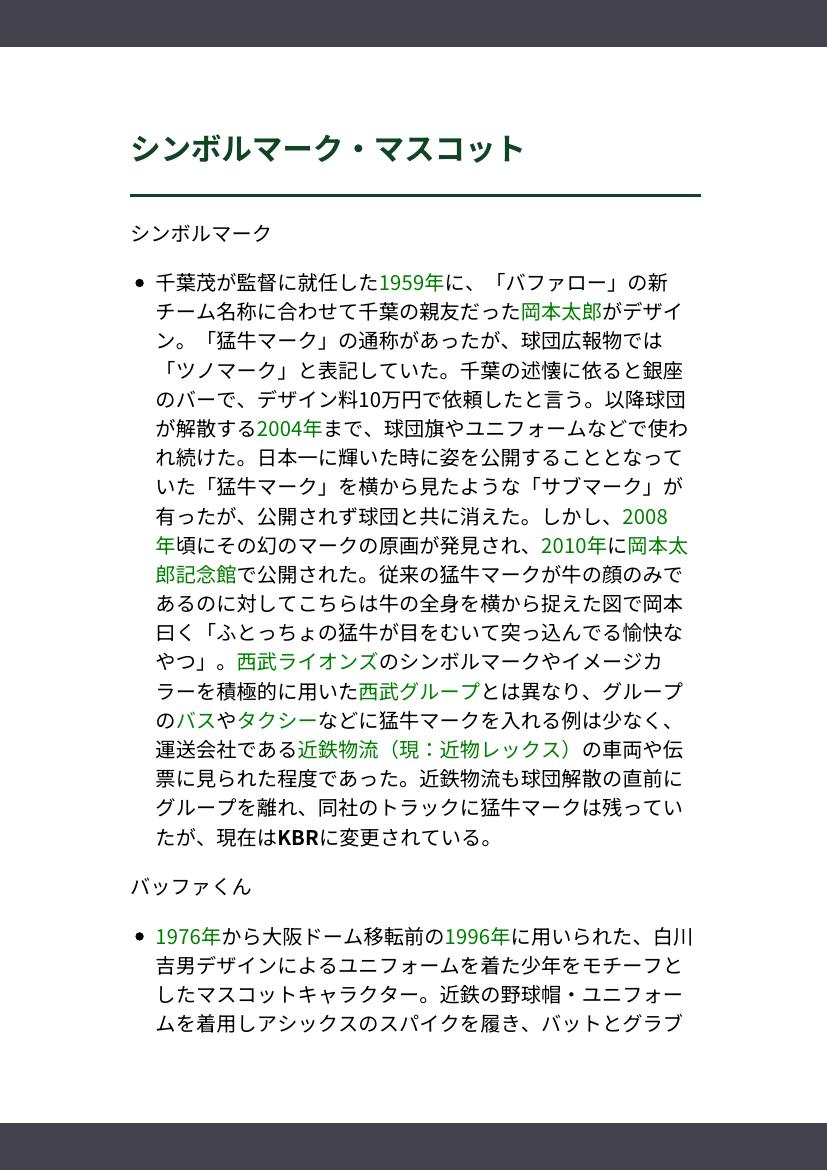 シンボルマーク・マスコット
シンボルマーク
• 千葉茂が監督に就任した1959年に、「バファロー」の新
チーム名称に合わせて千葉の親友だった岡本太郎がデザイ
ン。「猛牛マーク」の通称があったが、球団広報物では
「ツノマーク」と表記していた。千葉の述懐に依ると銀座
のバーで、デザイン料10万円で依頼したと言う。以降球団
が解散する2004年まで、球団旗やユニフォームなどで使わ
れ続けた。日本一に輝いた時に姿を公開することとなって
いた「猛牛マーク」を横から見たような「サブマーク」が
有ったが、公開されず球団と共に消えた。しかし、2008
年頃にその幻のマークの原画が発見され、2010年に岡本太
郎記念館で公開された。従来の猛牛マークが牛の顔のみで
あるのに対してこちらは牛の全身を横から捉えた図で岡本
曰く「ふとっちょの猛牛が目をむいて突っ込んでる愉快な
やつ」。西武ライオンズのシンボルマークやイメージカ
ラーを積極的に用いた西武グループとは異なり、グループ
のバスやタクシーなどに猛牛マークを入れる例は少なく、
運送会社である近鉄物流（現：近物レックス）の車両や伝
票に見られた程度であった。近鉄物流も球団解散の直前に
グループを離れ、同社のトラックに猛牛マークは残ってい
たが、現在はKBRに変更されている。
バッファくん
• 1976年から大阪ドーム移転前の1996年に用いられた、白川
吉男デザインによるユニフォームを着た少年をモチーフと
したマスコットキャラクター。近鉄の野球帽・ユニフォー
ムを着用しアシックスのスパイクを履き、バットとグラブ